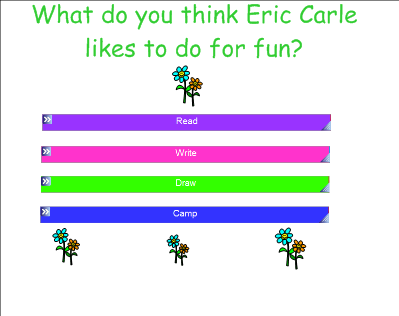 What do you think Eric Carle
likes to do for fun?
Read
Write
Draw
Camp